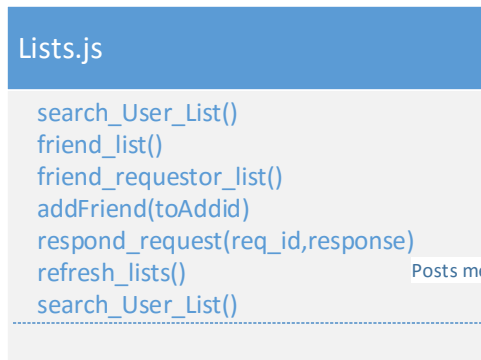 Lists.js
search_User_List()
friend_list()
friend_requestor_list()
addFriend(toAddid)
respond_request(req_id,response)
refresh_lists()
Posts
search_User_List()